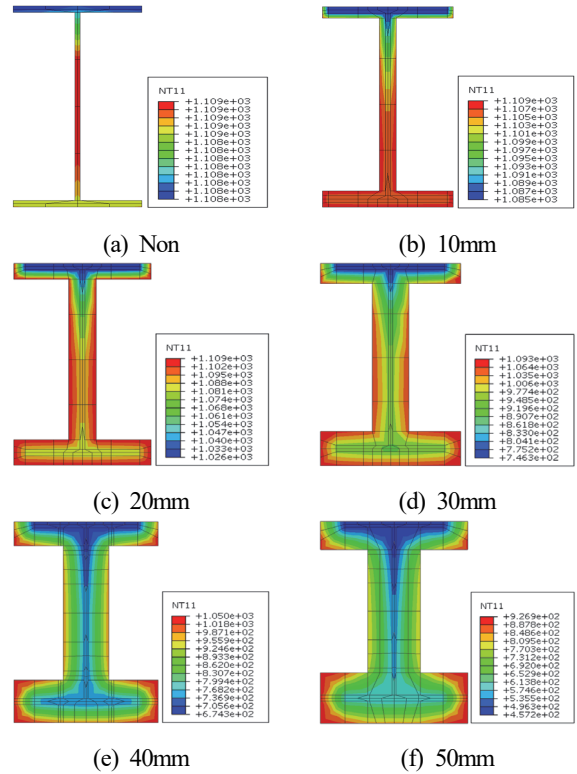 NT11
+1.109e+03
+1.109e+03
+1.109e+03
+1.109e+03
+1.109e+03
+1.108e+03
+1.108e+03
+1.108e+03
+1.108e+03
+1.108e+03
+1.108e+03
+1.108e+03
+1.108e+03
(a) Non
NT11
+1.109e+03
+1.107e+03
+1.105e+03
+1.103e+03
+1.101e+03
+1.099e+03
+1.097e+03
+1.095e+03
+1.093e+03
+1.091e+03
+1.089e+03
+1.087e+03
+1.085e+03
(b) 10mm
NT11
+1.109e+03
+1.102e+03
+1.095e+03
+1.088e+03
+1.081e+03
+1.074e+03
+1.068e+03
+1.061e+03
+1.054e+03
+1.047e+03
+1.040e+03
+1.033e+03
+1.026e+03
(c) 20mm
NT11
+1.093e+03
+1.064e+03
+1.035e+03
+1.006e+03
+9.774e+02
+9.485e+02
+9.196e+02
+8.907e+02
+8.618e+02
+8.330e+02
+8.041e+02
+7.752e+02
+7.463e+02
(d) 30mm
NT11
+1.050e+03
+1.018e+03
+9.871e+02
+9.559e+02
+9.246e+02
+8.933e+02
+8.620e+02
+8.307e+02
+7.994e+02
+7.682e+02
+7.369e+02
+7.056e+02
+6.743e+02
(e) 40mm
NT11
+9.269e+02
+8.878e+02
+8.486e+02
+8.095e+02
+7.703e+02
+7.312e+02
+6.920e+02
+6.529e+02
+6.138e+02
+5.746e+02
+5.355e+02
+4.963e+02
+4.572e+02
(f) 50mm